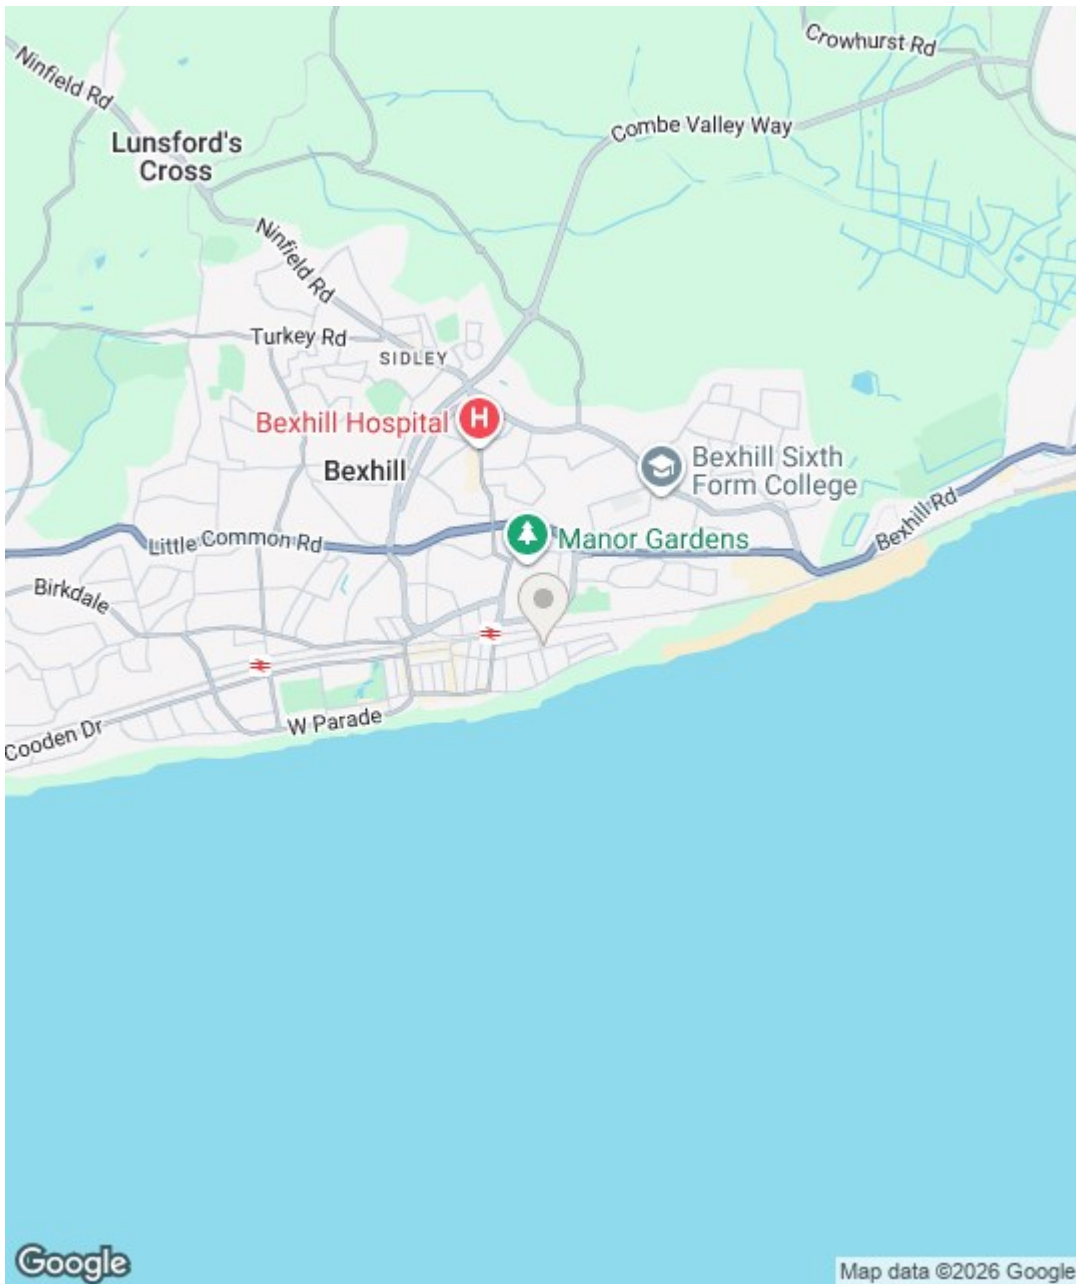 Crowhurst Rd
Ninfield Rd
Combe Valley Way
Lunsford's
Cross
Ninfield Rd
Turkey Rd
SIDLEY
Bexhill Hospital
H
Bexhill
Bexhill Sixth
Form College
Bexhill Rd
Little Common Rd
Manor Gardens
Birkdale
W Parade
Cooden Dr
Google
Map data ©2026 Google